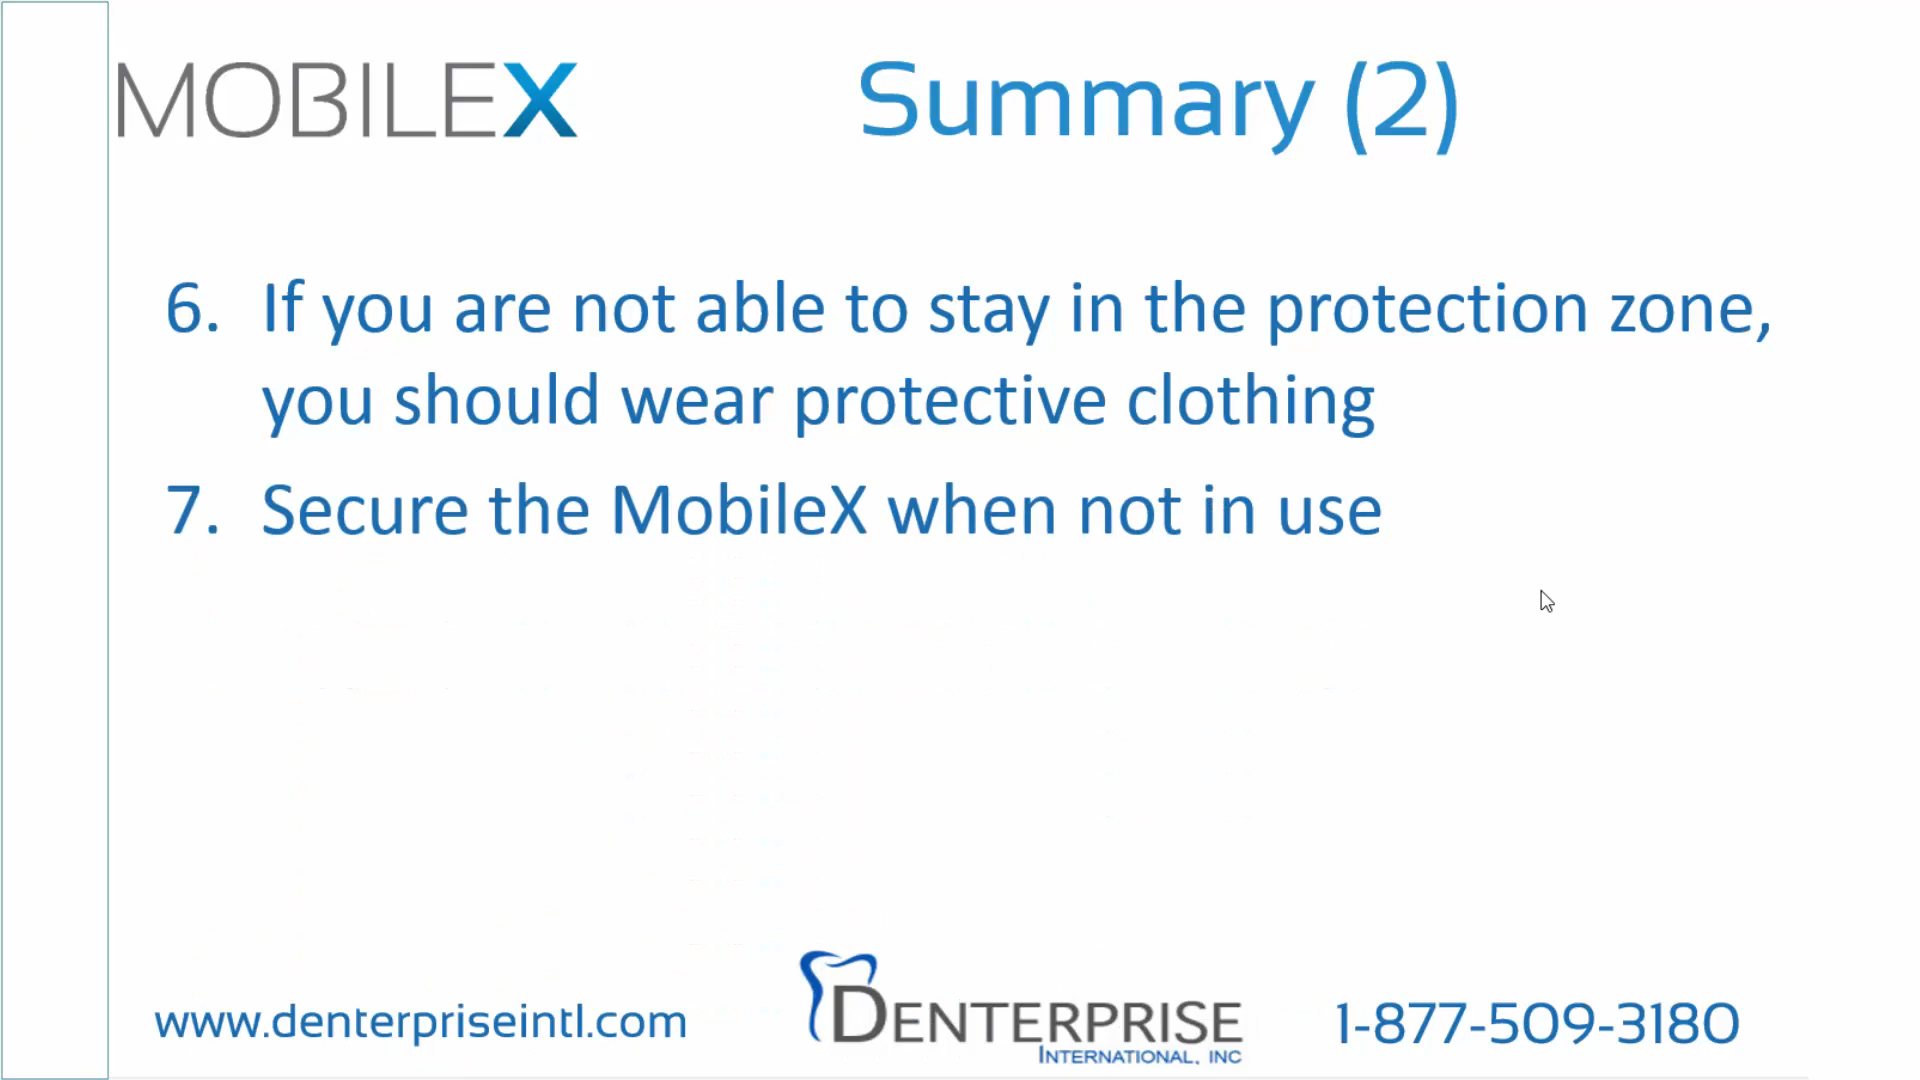 MOBILEX
Summary (2)
6. If you are not able to stay in the protection zone,
you should wear protective clothing
7. Secure the MobileX when not in use
www.denterpriseintl.com
DENTERPRISE
INTERNATIONAL, INC
1-877-509-3180